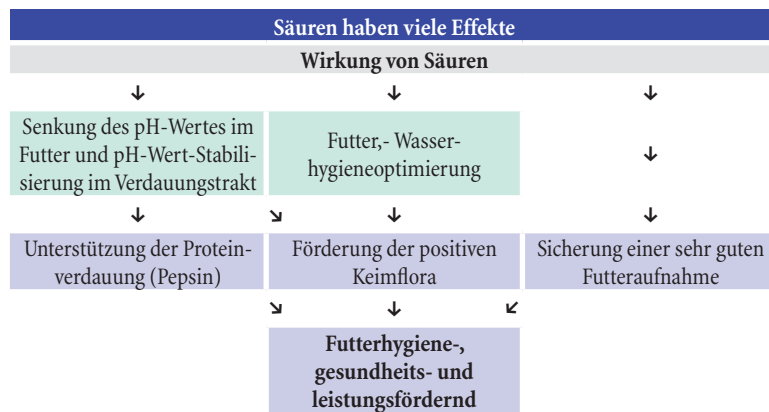 Säuren haben viele Effekte
Wirkung von Säuren
↓ ↓ ↓
Senkung des pH-Wertes im
Futter und pH-Wert-Stabili-
sierung im Verdauungstrakt
Futter,- Wasser-
hygieneoptimierung
↓
↓ ↘ ↓ ↓
Unterstützung der Protein-
verdauung (Pepsin)
Förderung der positiven
Keimflora
Sicherung einer sehr guten
Futteraufnahme
↘ ↓ ↙
Futterhygiene-,
gesundheits- und
leistungsfördernd